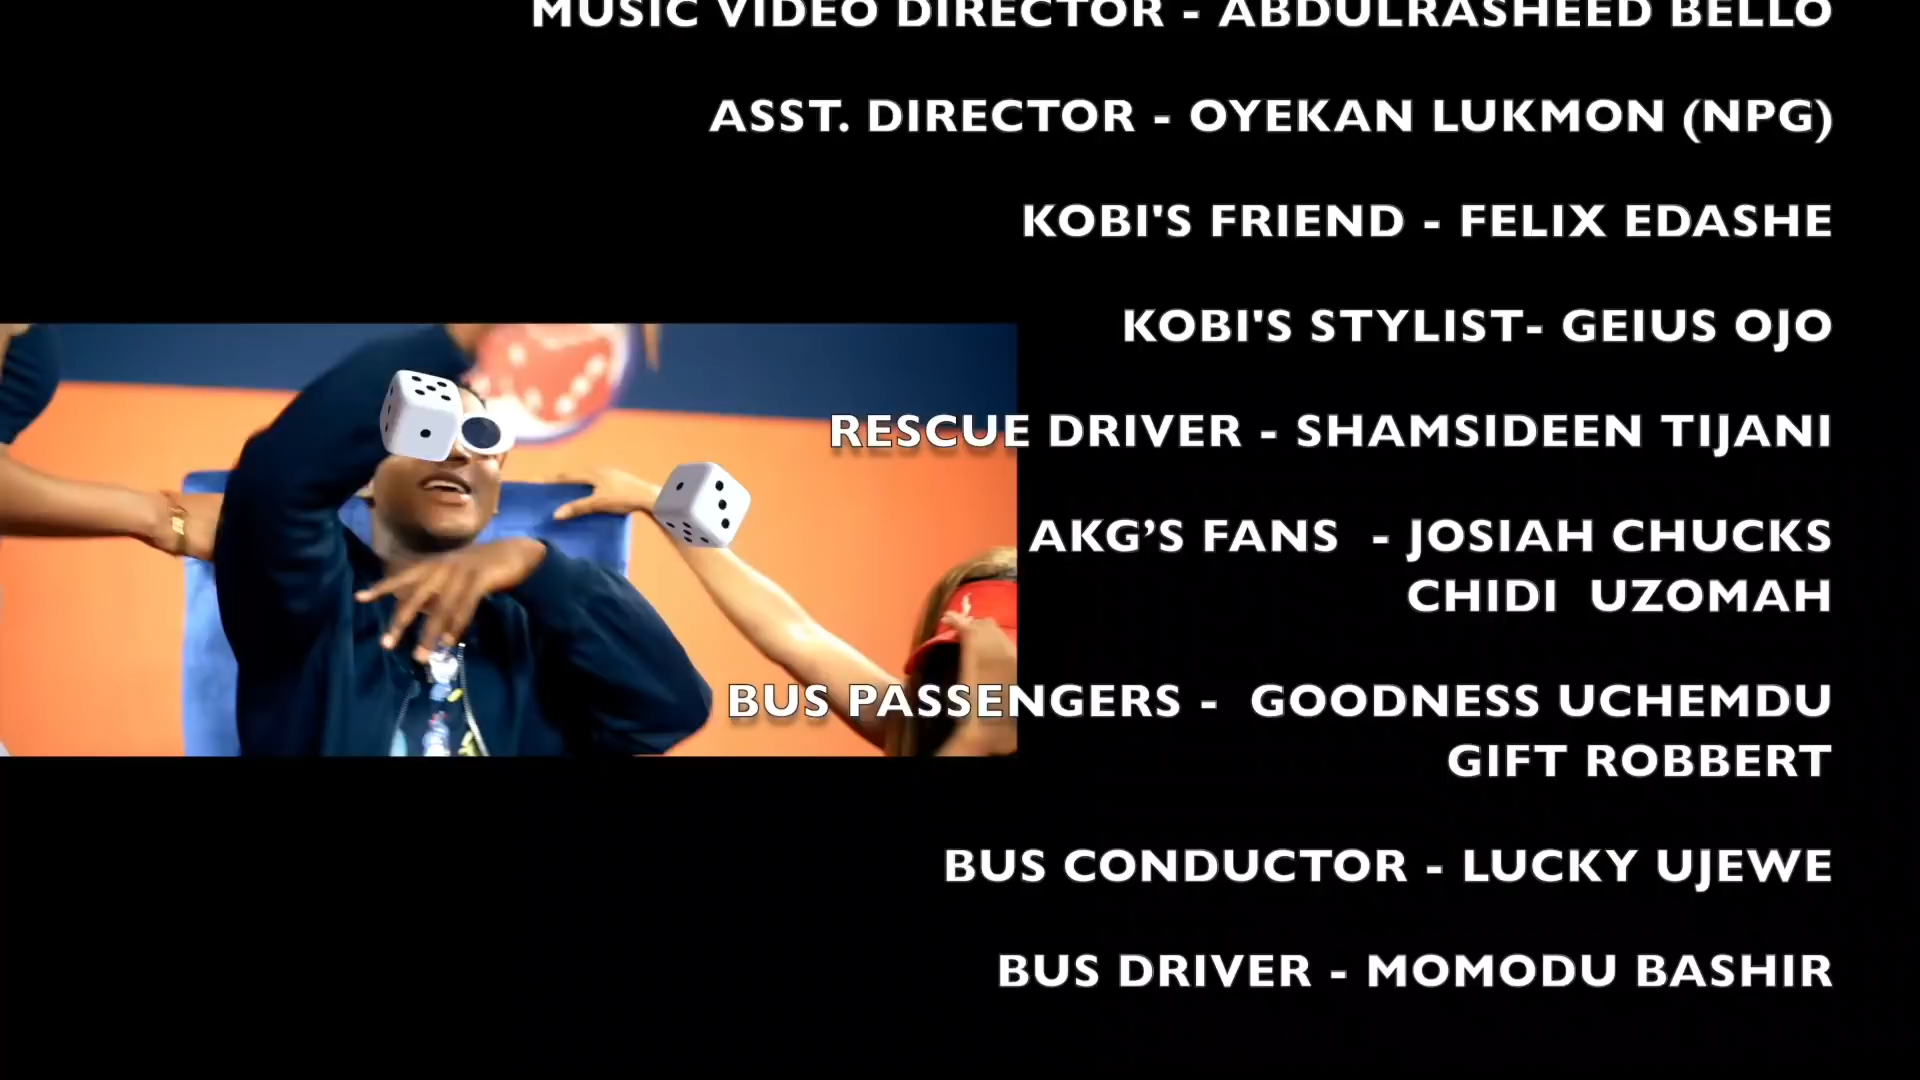 MUSIC VIDEO DIRECTOR - ABDULRASHEED BELLO
ASST. DIRECTOR - OYEKAN LUKMON (NPG)
KOBI'S FRIEND - FELIX EDASHE
KOBI'S STYLIST- GEIUS OJO
RESCUE DRIVER - SHAMSIDEEN TIJANI
AKG’S FANS - JOSIAH CHUCKS
CHIDI UZOMAH
BUS PASSENGERS - GOODNESS UCHEMDU
GIFT ROBBERT
BUS CONDUCTOR - LUCKY UJEWE
BUS DRIVER - MOMODU BASHIR